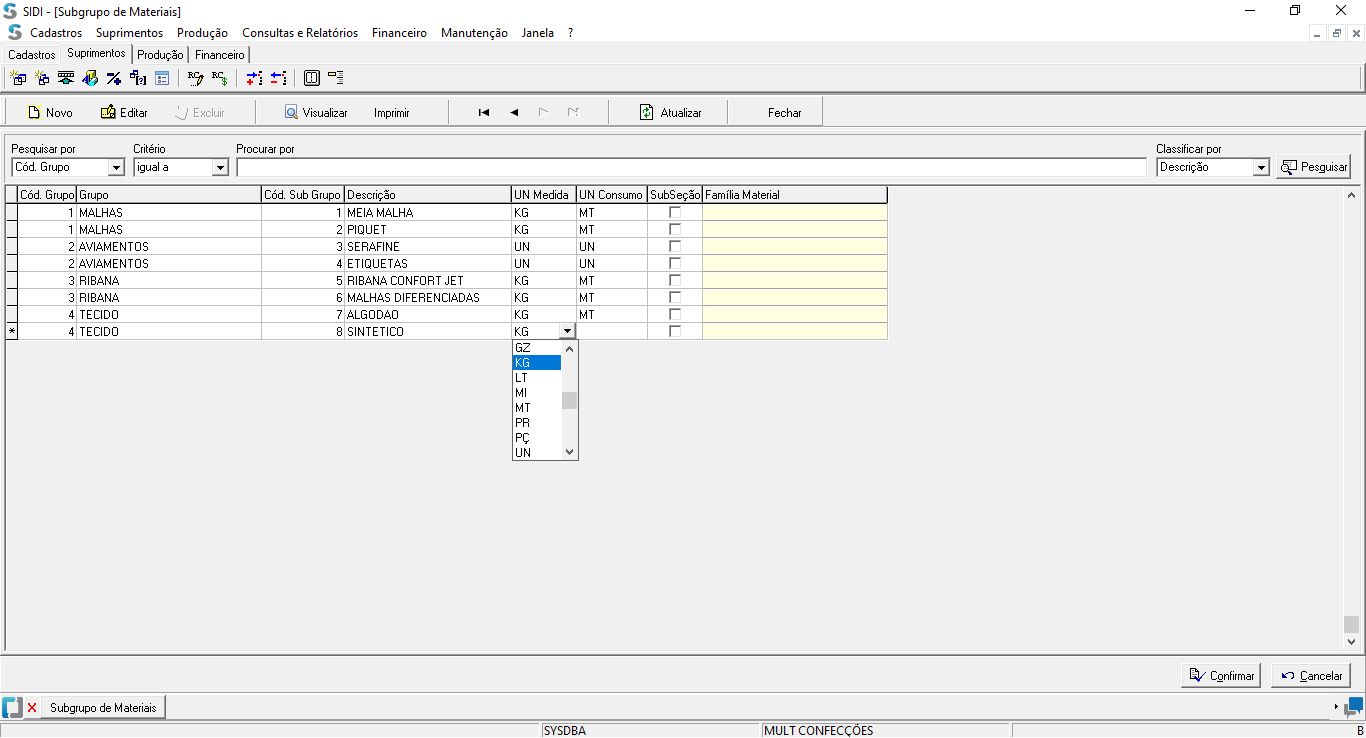 SIDI - [Subgrupo de Materiais]
Cadastros Suprimentos Produção Consultas e Relatórios Financeiro Manutenção Janela ?
Cadastros Suprimentos Produção Financeiro
Novo Editar Excluir Visualizar Imprimir Atualizar Fechar
Pesquisar por Critério Procurar por Classificar por
Cód. Grupo igual a Descrição Pesquisar
Cód. Grupo Grupo Cód. Sub Grupo Descrição UN Medida UN Consumo SubSeção Família Material
1 MALHAS 1 MEIA MALHA KG MT
1 MALHAS 2 PIQUET KG MT
2 AVIAMENTOS 3 SERAFINE UN UN
2 AVIAMENTOS 4 ETIQUETAS UN UN
3 RIBANA 5 RIBANA CONFORT JET KG MT
3 RIBANA 6 MALHAS DIFERENCIADAS KG MT
4 TECIDO 7 ALGODAO KG MT
* 4 TECIDO 8 SINTETICO KG
GZ
KG
LT
MI
MT
PR
PÇ
UN
Confirmar Cancelar
Subgrupo de Materiais
SYSDBA MULT CONFECÇÕES B